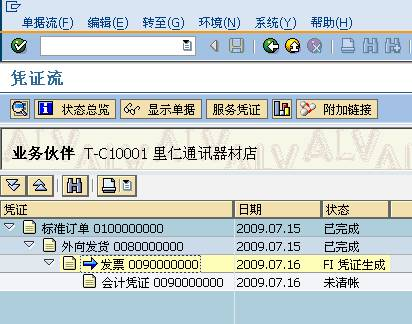 单据流(F) 编辑(E) 转至(G) 环境(N) 系统(Y) 帮助(H)
凭证流
状态总览 显示单据 服务凭证 附加链接
业务伙伴 T-C10001 里仁通讯器材店
凭证 日期 状态
标准订单 0100000000 2009.07.15 已完成
外向发货 0080000000 2009.07.15 已完成
发票 0090000000 2009.07.16 FI 凭证生成
会计凭证 0090000000 2009.07.16 未清帐